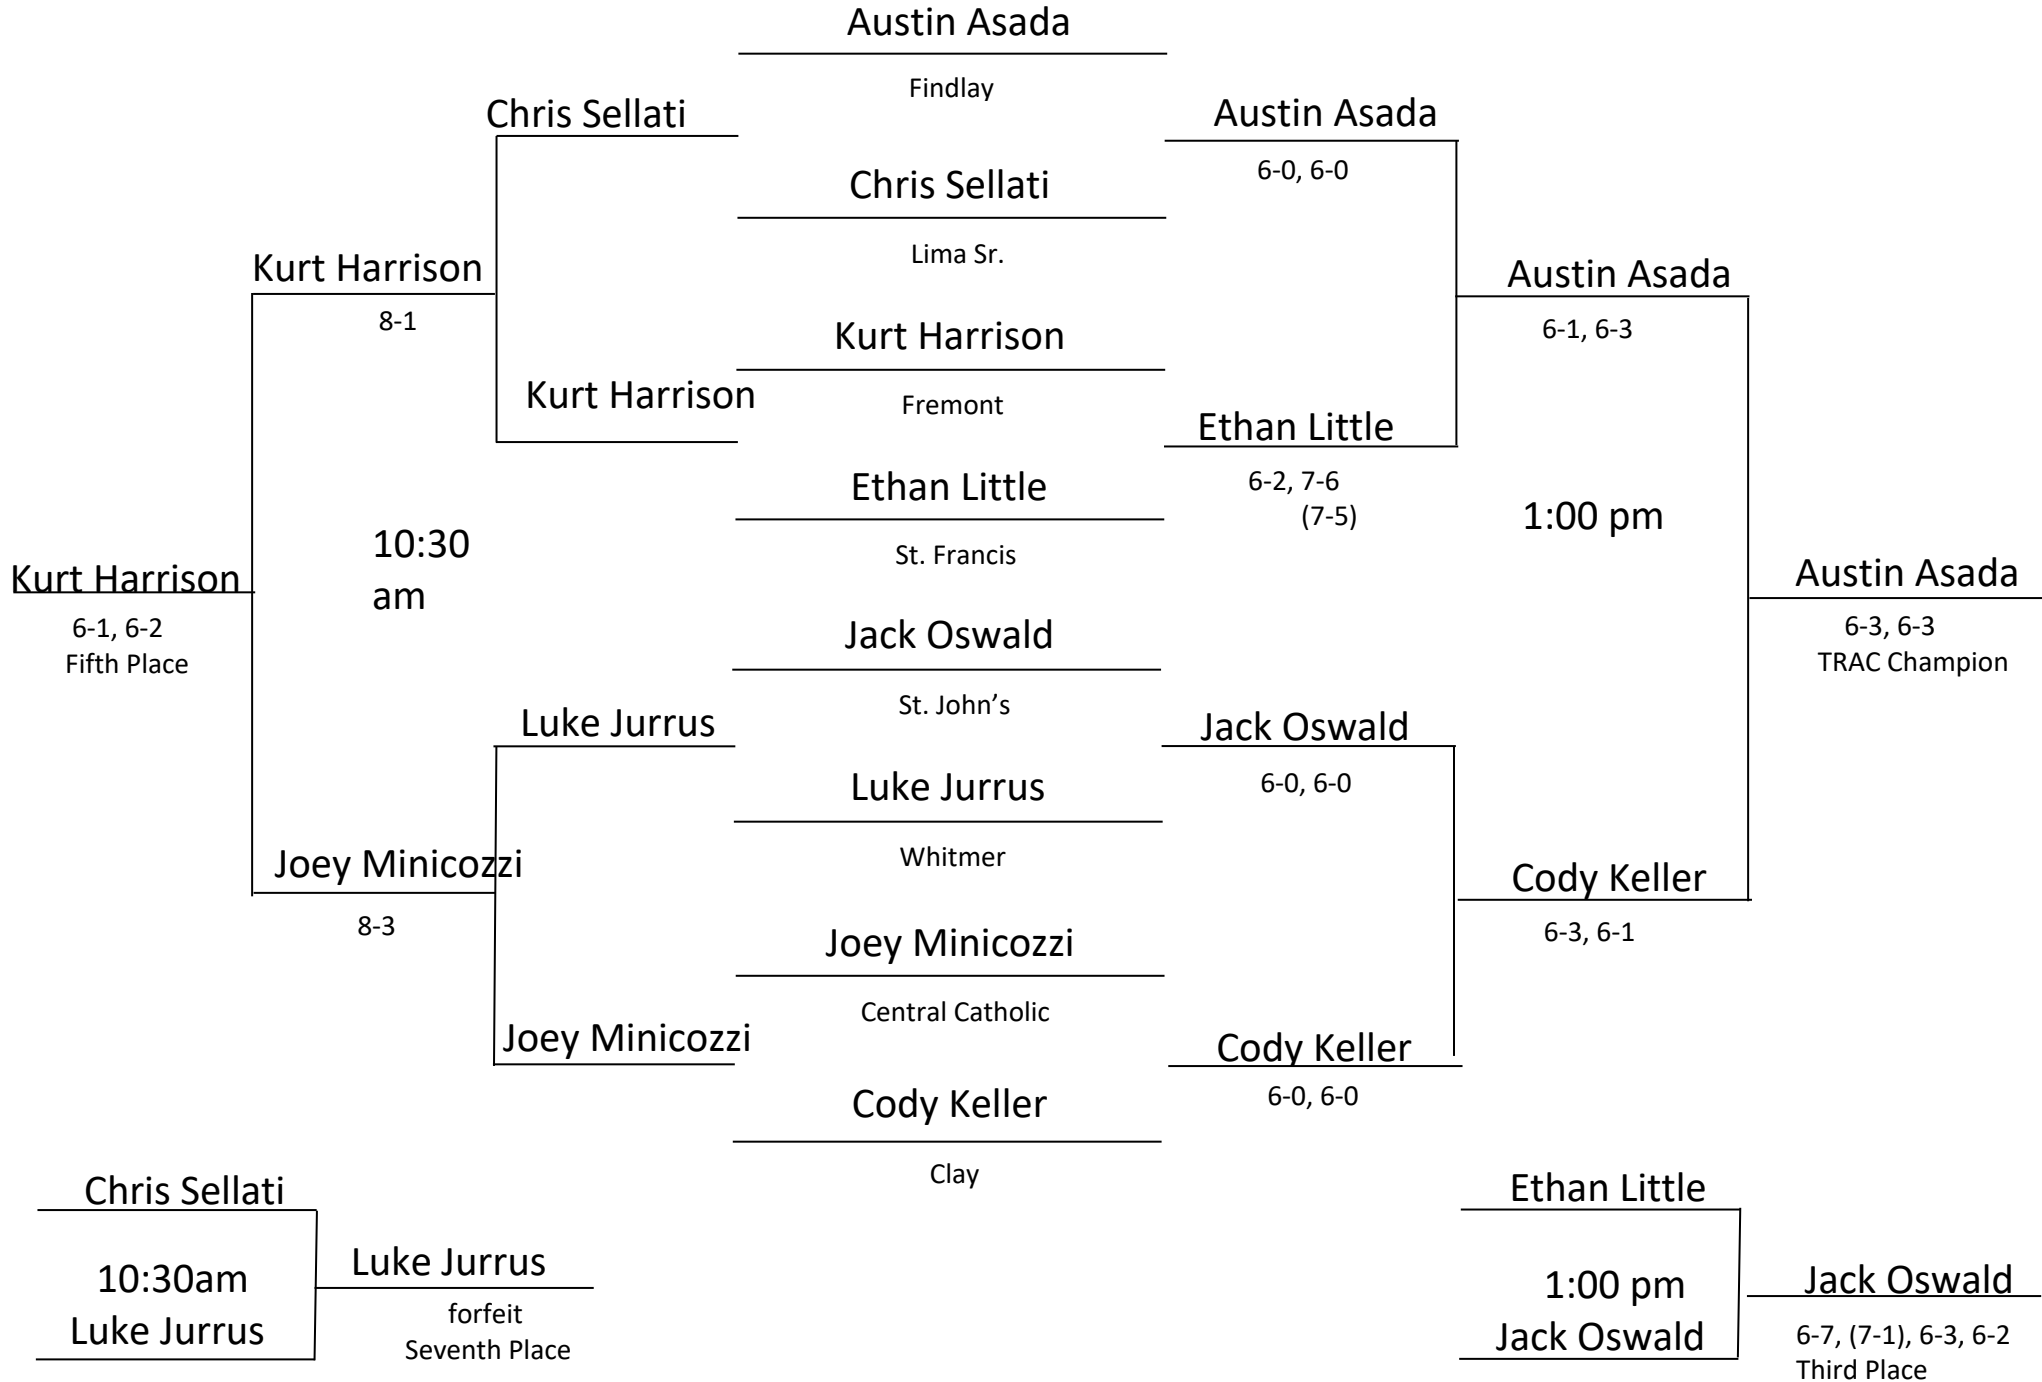 Austin Asada
Findlay
Chris Sellati
Austin Asada
6-0, 6-0
Chris Sellati
Lima Sr.
Kurt Harrison
8-1
Austin Asada
6-1, 6-3
Kurt Harrison
Fremont
Kurt Harrison
Ethan Little
6-2, 7-6
(7-5)
Ethan Little
St. Francis
10:30
am
1:00 pm
Kurt Harrison
6-1, 6-2
Fifth Place
Austin Asada
6-3, 6-3
TRAC Champion
Jack Oswald
St. John’s
Luke Jurrus
Jack Oswald
6-0, 6-0
Luke Jurrus
Whitmer
Joey Minicozzi
8-3
Cody Keller
6-3, 6-1
Joey Minicozzi
Central Catholic
Joey Minicozzi
Cody Keller
6-0, 6-0
Cody Keller
Clay
Chris Sellati
10:30am
Luke Jurrus
Luke Jurrus
forfeit
Seventh Place
Ethan Little
1:00 pm
Jack Oswald
Jack Oswald
6-7, (7-1), 6-3, 6-2
Third Place